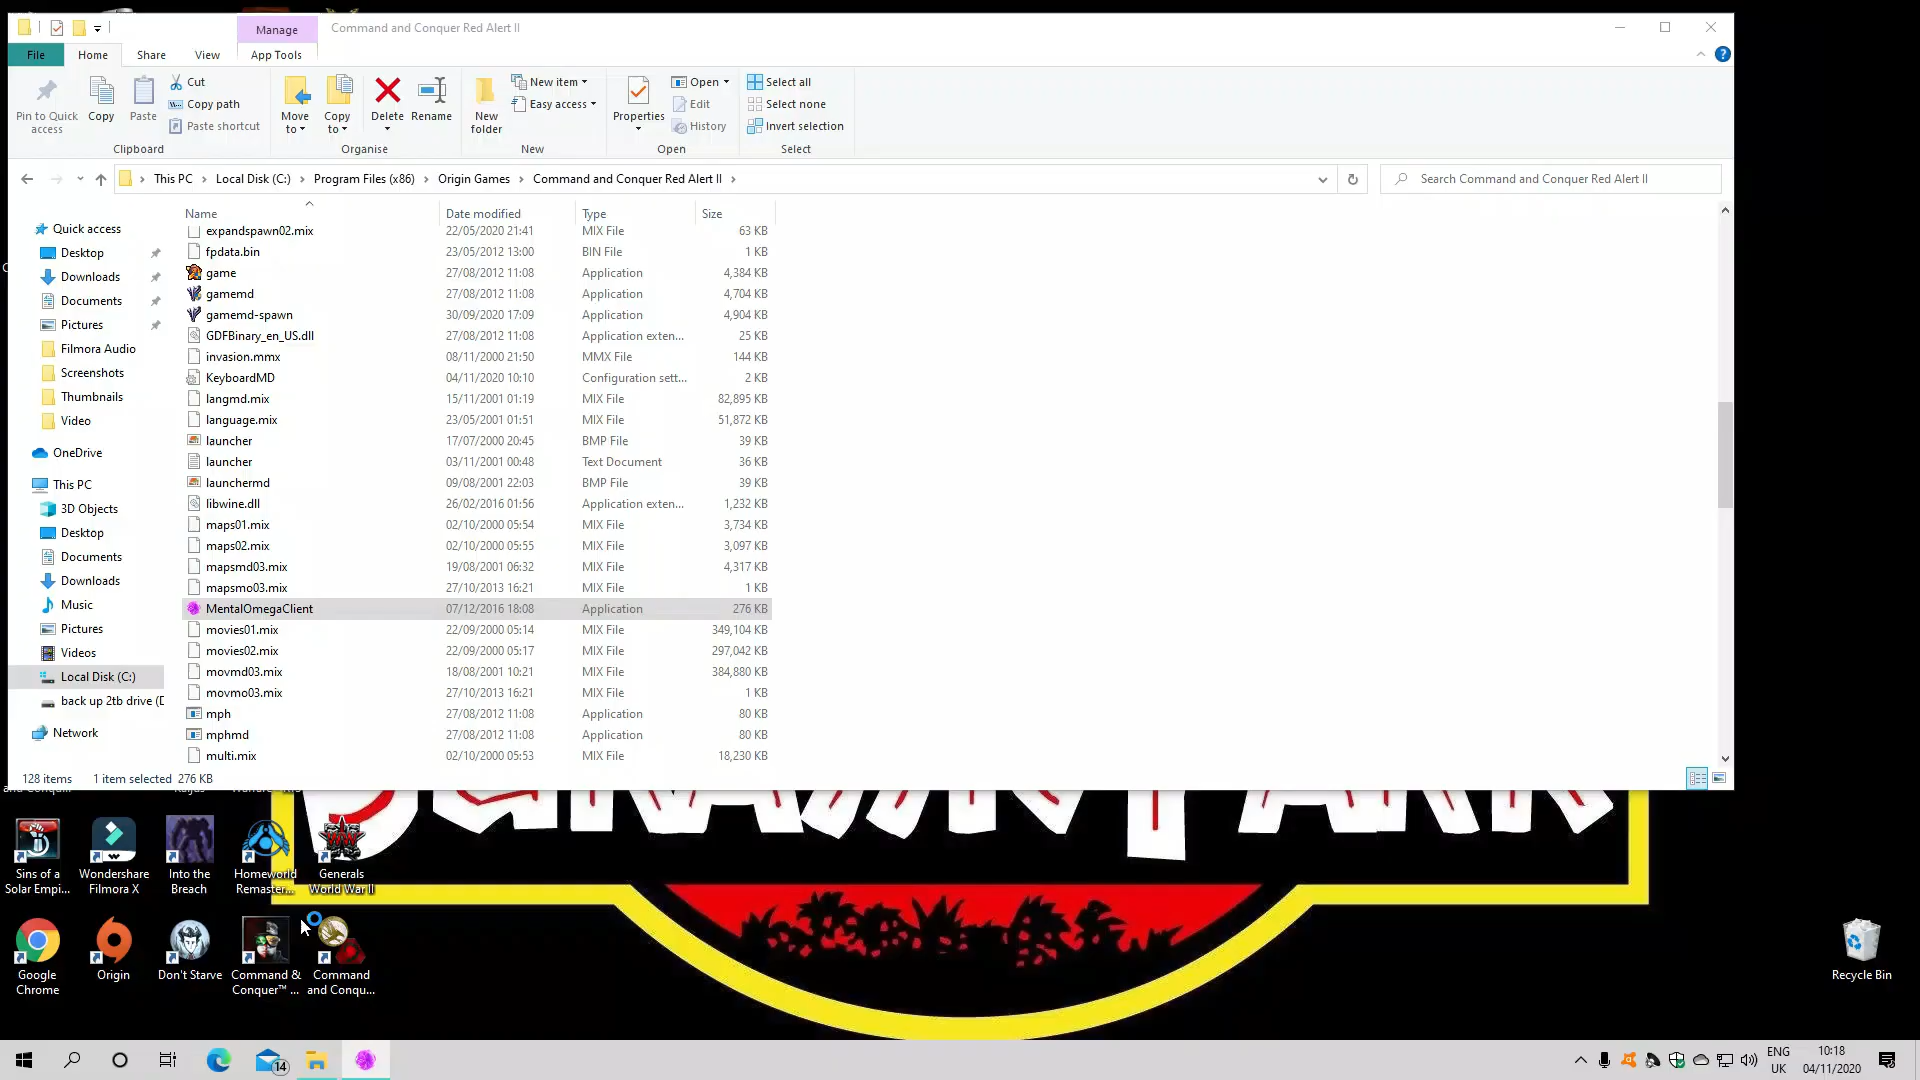 Manage
Command and Conquer Red Alert II
File
Home
Share
View
App Tools
Pin to Quick access
Copy
Paste
Cut
Copy path
Paste shortcut
Clipboard
Move to
Copy to
Delete
Rename
Organise
New folder
New item
Easy access
New
Properties
Open
Edit
History
Open
Select all
Select none
Invert selection
Select
This PC
Local Disk (C:)
Program Files (x86)
Origin Games
Command and Conquer Red Alert II
Search Command and Conquer Red Alert II
Quick access
Desktop
Downloads
Documents
Pictures
Filmora Audio
Screenshots
Thumbnails
Video
OneDrive
This PC
3D Objects
Desktop
Documents
Downloads
Music
Pictures
Videos
Local Disk (C:)
back up 2tb drive (D
Network
Name Date modified Type Size
expandspawn02.mix 22/05/2020 21:41 MIX File 63 KB
fpdata.bin 23/05/2012 13:00 BIN File 1 KB
game 27/08/2012 11:08 Application 4,384 KB
gamemd 27/08/2012 11:08 Application 4,704 KB
gamemd-spawn 30/09/2020 17:09 Application 4,904 KB
GDFBinary_en_US.dll 27/08/2012 11:08 Application exten... 25 KB
invasion.mmx 08/11/2000 21:50 MMX File 144 KB
KeyboardMD 04/11/2020 10:10 Configuration sett... 2 KB
langmd.mix 15/11/2001 01:19 MIX File 82,895 KB
language.mix 23/05/2001 01:51 MIX File 51,872 KB
launcher 17/07/2000 20:45 BMP File 39 KB
launcher 03/11/2001 00:48 Text Document 36 KB
launchermd 09/08/2001 22:03 BMP File 39 KB
libwine.dll 26/02/2016 01:56 Application exten... 1,232 KB
maps01.mix 02/10/2000 05:54 MIX File 3,734 KB
maps02.mix 02/10/2000 05:55 MIX File 3,097 KB
mapsmd03.mix 19/08/2001 06:32 MIX File 4,317 KB
mapsmo03.mix 27/10/2013 16:21 MIX File 1 KB
MentalOmegaClient 07/12/2016 18:08 Application 276 KB
movies01.mix 22/09/2000 05:14 MIX File 349,104 KB
movies02.mix 22/09/2000 05:17 MIX File 297,042 KB
movmd03.mix 18/08/2001 10:21 MIX File 384,880 KB
movmo03.mix 27/10/2013 16:21 MIX File 1 KB
mph 27/08/2012 11:08 Application 80 KB
mphmd 27/08/2012 11:08 Application 80 KB
multi.mix 02/10/2000 05:53 MIX File 18,230 KB
128 items 1 item selected 276 KB
Sins of a
Solar Empi...
Wondershare
Filmora X
Into the
Breach
Homeworld
Remaster...
Generals
World War II
Google
Chrome
Origin
Don't Starve
Command &
Conquer™ ...
Command
and Conqu...
Recycle Bin
14
ENG
UK
10:18
04/11/2020